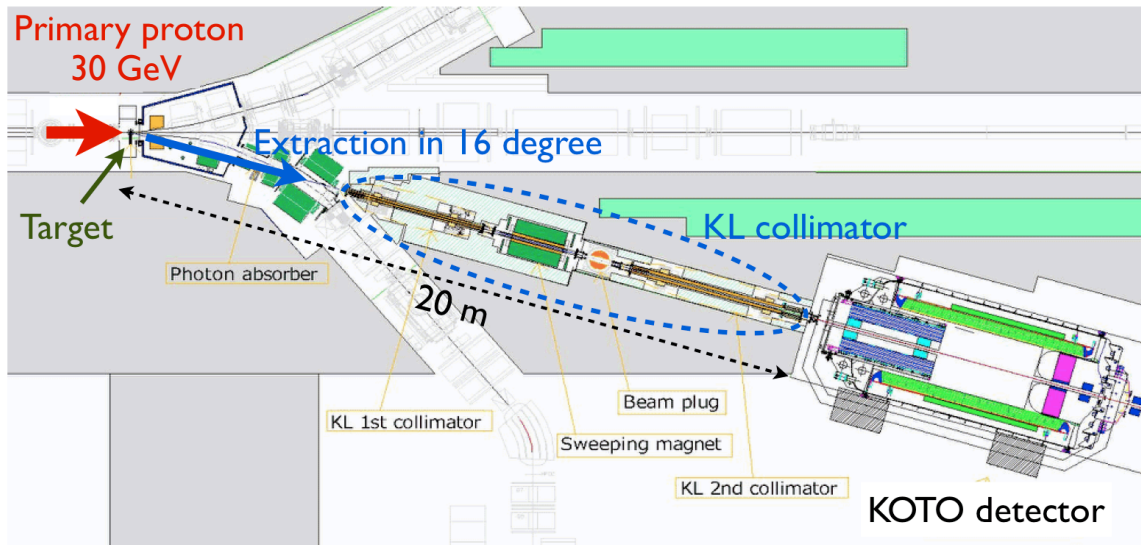 Primary proton
30 GeV
Extraction in 16 degree
Target
KL collimator
Photon absorber
20 m
KL 1st collimator
Beam plug
Sweeping magnet
KL 2nd collimator
KOTO detector